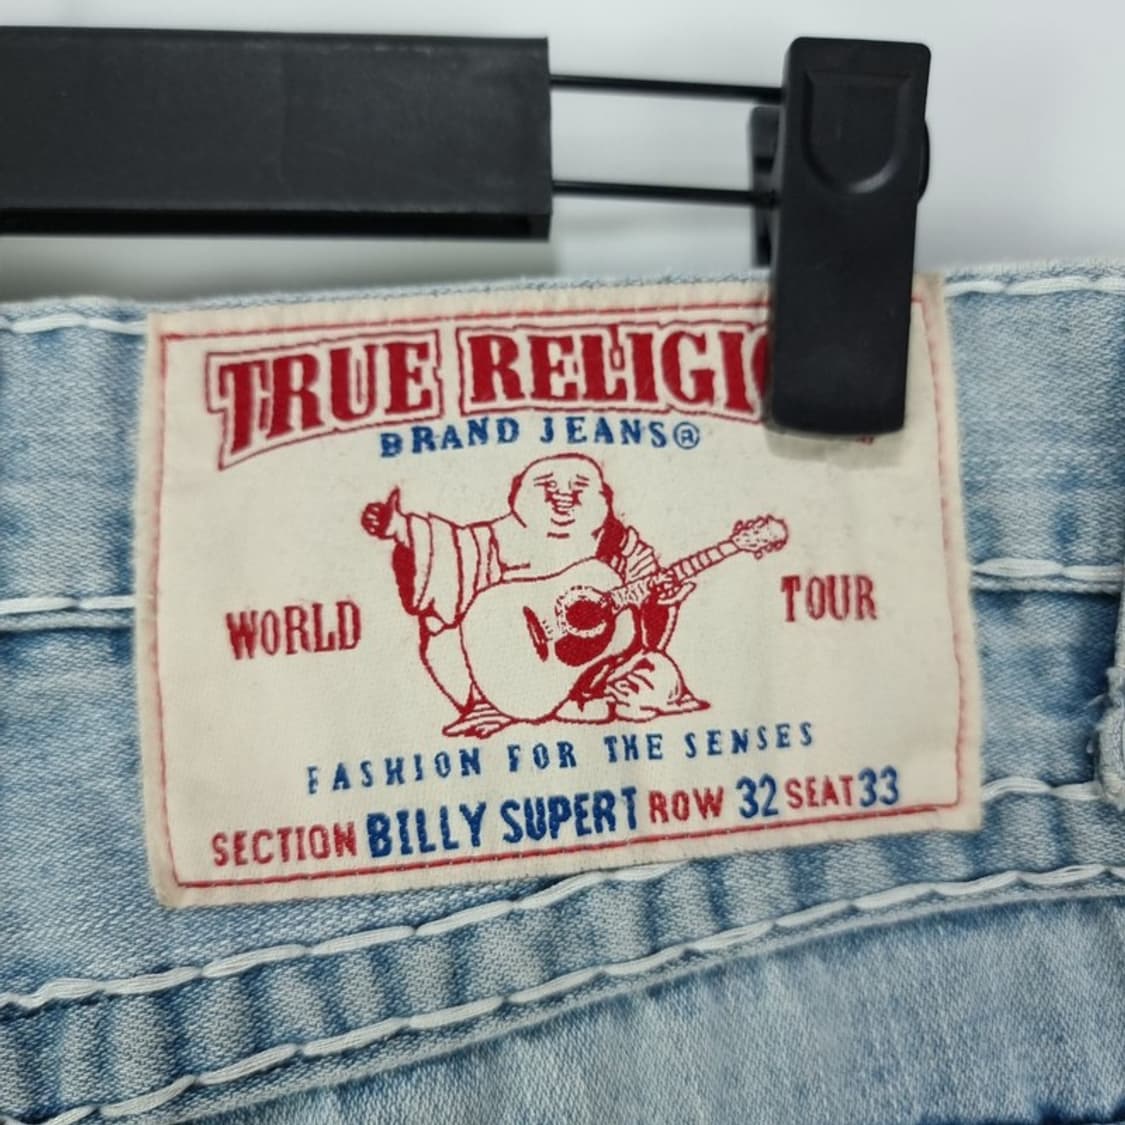 TRUE RELIGI
BRAND JEANS®
WORLD TOUR
FASHION FOR THE SENSES
SECTION BILLY SUPERT ROW 32 SEAT 33